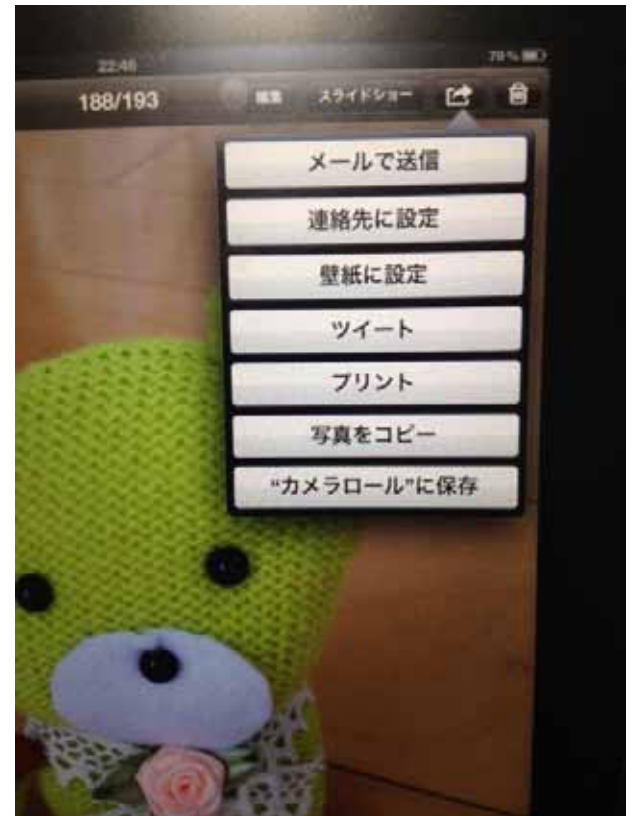 22:46
79%
188/193
編集
スライドショー
メールで送信
連絡先に設定
壁紙に設定
ツイート
プリント
写真をコピー
“カメラロール”に保存